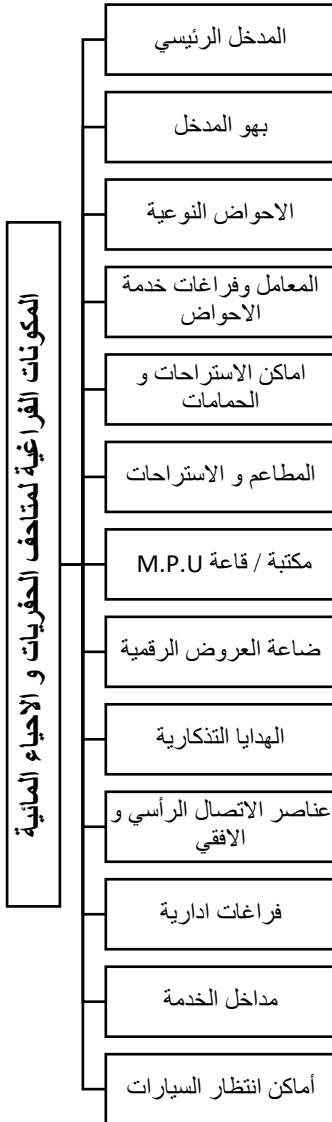 المكونات الفراغية لمتاحف الحفريات و الاحياء المائية
المدخل الرئيسي
بهو المدخل
الاحواض النوعية
المعامل وفراغات خدمة
الاحواض
اماكن الاستراحات و
الحمامات
المطاعم و الاستراحات
مكتبة / قاعة M.P.U
ضاعة العروض الرقمية
الهدايا التذكارية
عناصر الاتصال الرأسي و
الافقي
فراغات ادارية
مداخل الخدمة
أماكن انتظار السيارات